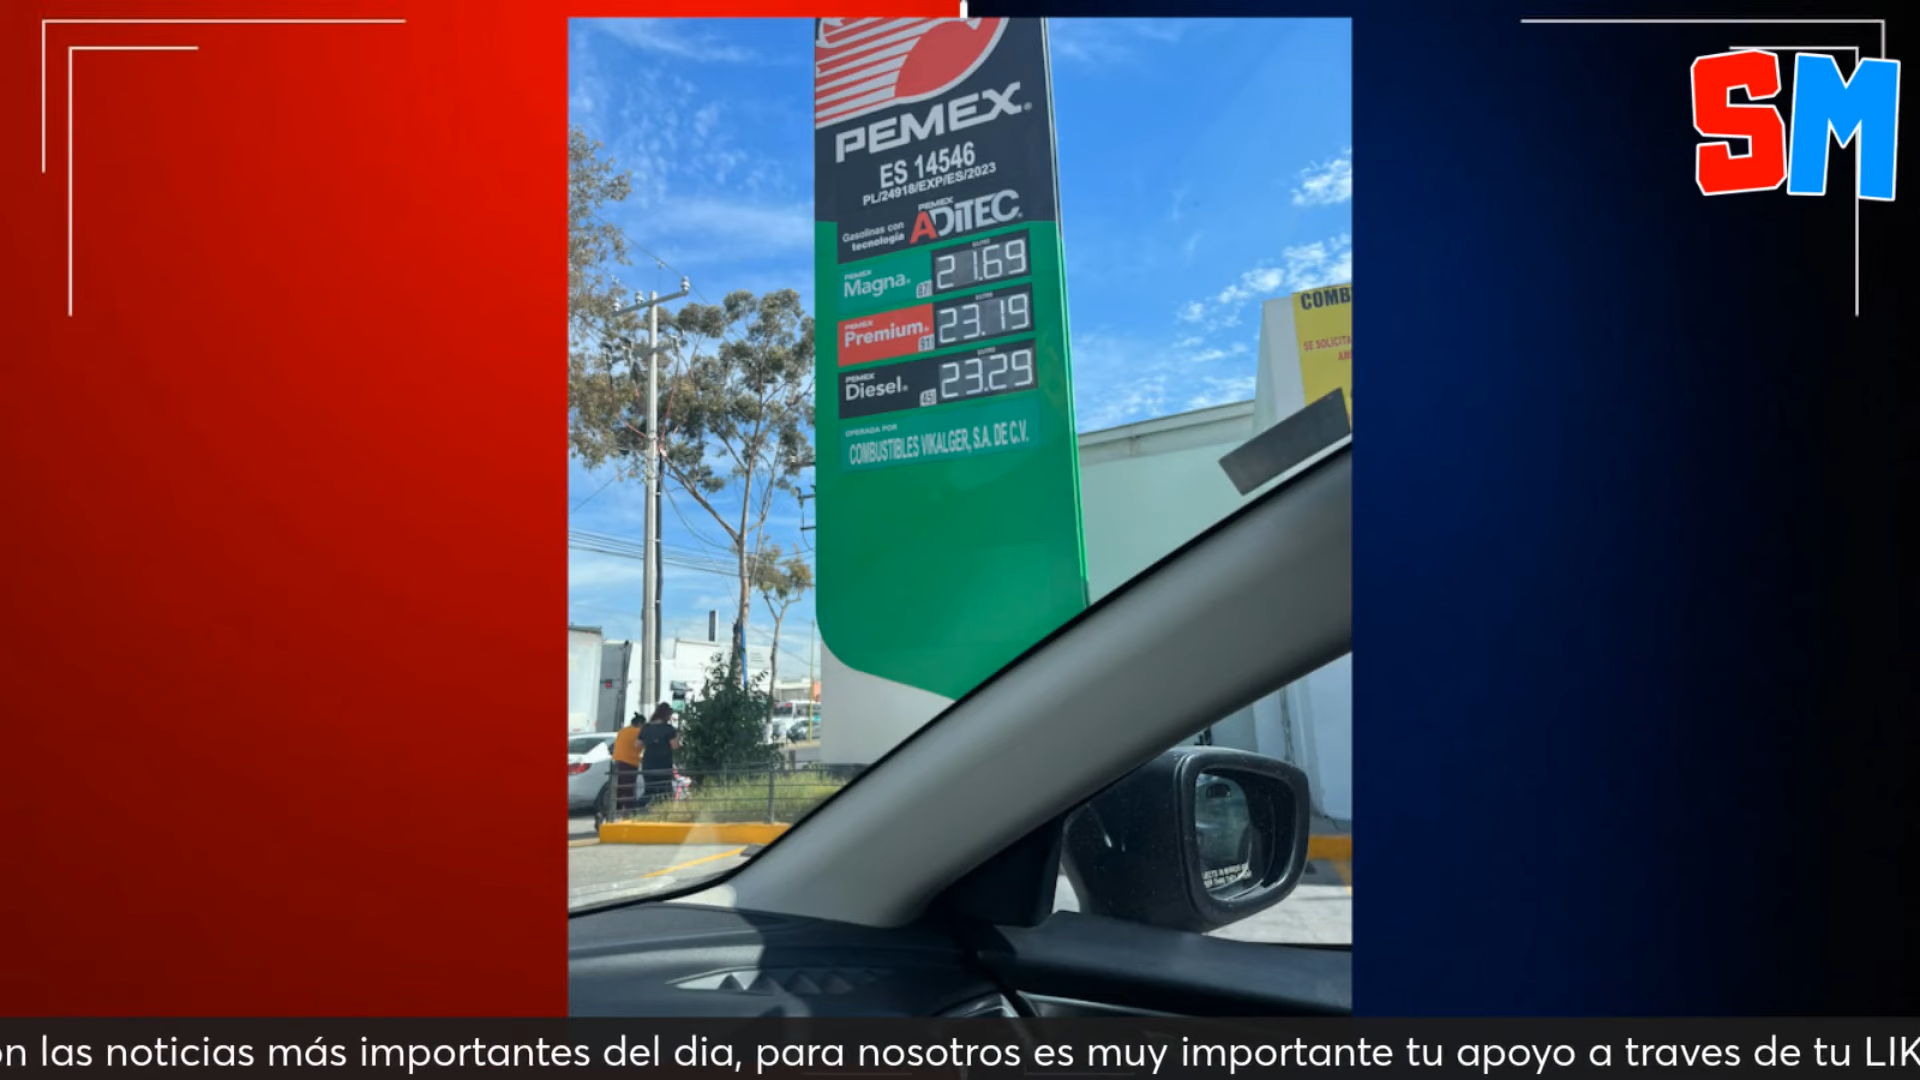 SM
PEMEX
ES 14546
PL/24918/EXP/ES/2023
Gasolinas con tecnología
PEMEX ADITEC
PEMEX Magna. 87 21.69
PEMEX Premium. 91 23.19
PEMEX Diesel. 45 23.29
OPERADA POR
COMBUSTIBLES VIKALGER, S.A. DE C.V.
COMB
SE SOLICITA
on las noticias más importantes del dia, para nosotros es muy importante tu apoyo a traves de tu LIK